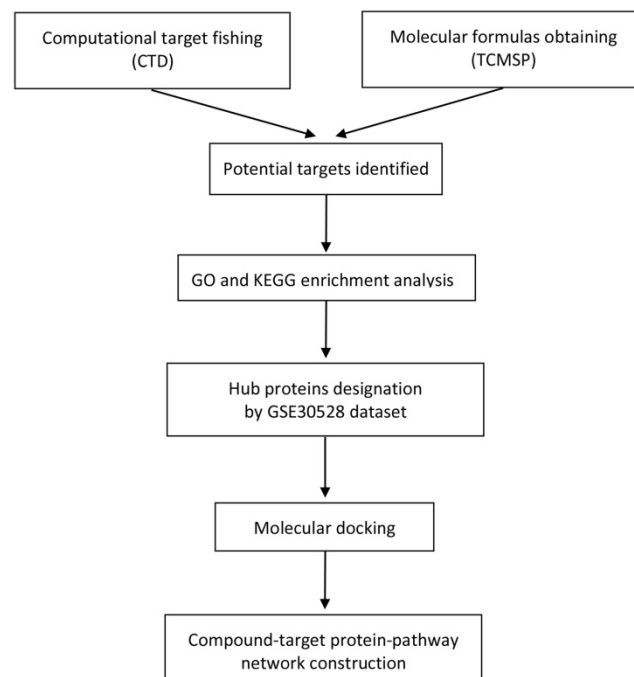 Computational target fishing
(CTD)
Molecular formulas obtaining
(TCMSP)
Potential targets identified
GO and KEGG enrichment analysis
Hub proteins designation
by GSE30528 dataset
Molecular docking
Compound-target protein-pathway
network construction